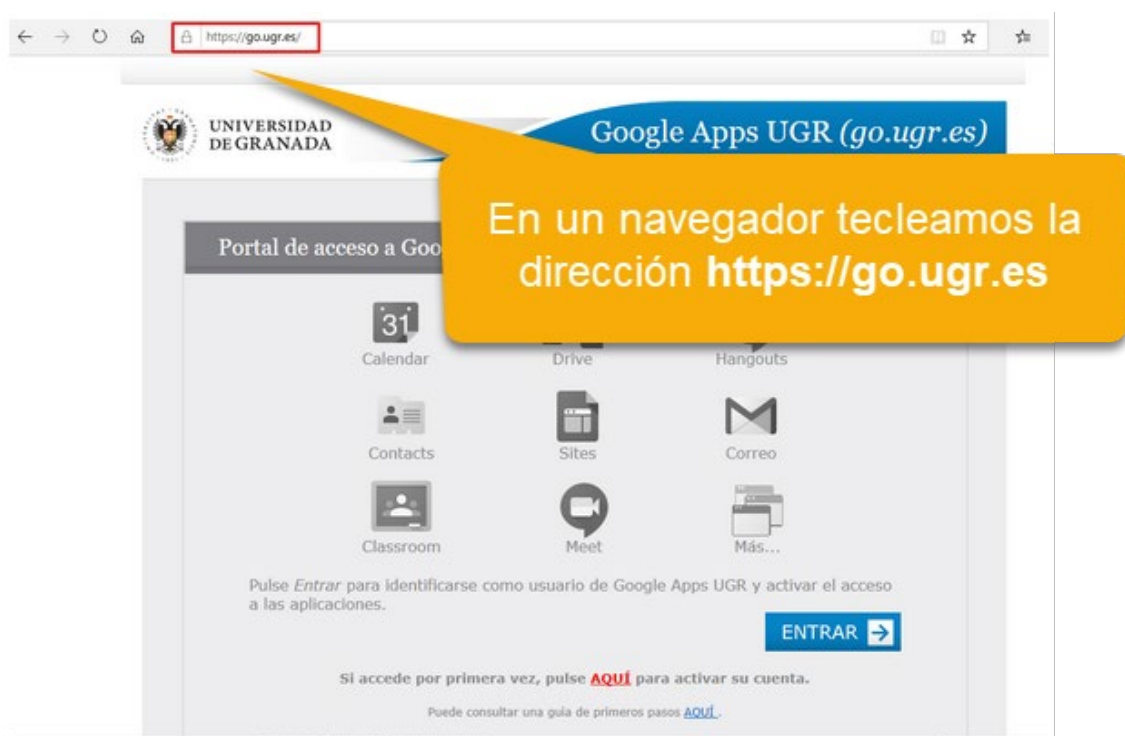 https://go.ugr.es/
UNIVERSIDAD
DE GRANADA
Google Apps UGR (go.ugr.es)
En un navegador tecleamos la
dirección https://go.ugr.es
Portal de acceso a Goo
31
Calendar
Drive
Hangouts
Contacts
Sites
Correo
Classroom
Meet
Más...
Pulse Entrar para identificarse como usuario de Google Apps UGR y activar el acceso
a las aplicaciones.
ENTRAR
Si accede por primera vez, pulse AQUÍ para activar su cuenta.
Puede consultar una guia de primeros pasos AQUÍ .